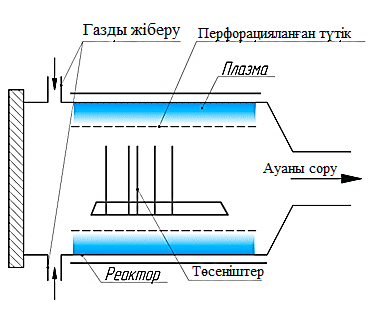 Газды жіберу
Перфорацияланған түтік
Плазма
Ауаны сору
Төсеніштер
Реактор